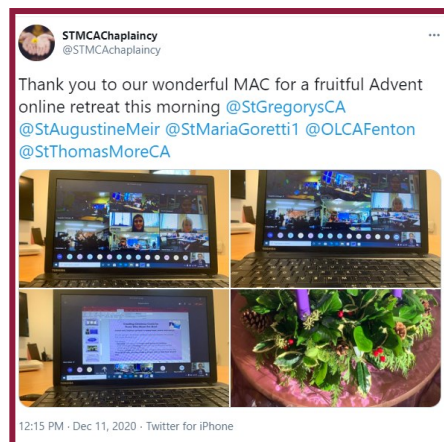 STMCAChaplaincy
@STMCAchaplaincy
Thank you to our wonderful MAC for a fruitful Advent
online retreat this morning @StGregorysCA
@StAugustineMeir @StMariaGoretti1 @OLCAFenton
@StThomasMoreCA
12:15 PM · Dec 11, 2020 · Twitter for iPhone